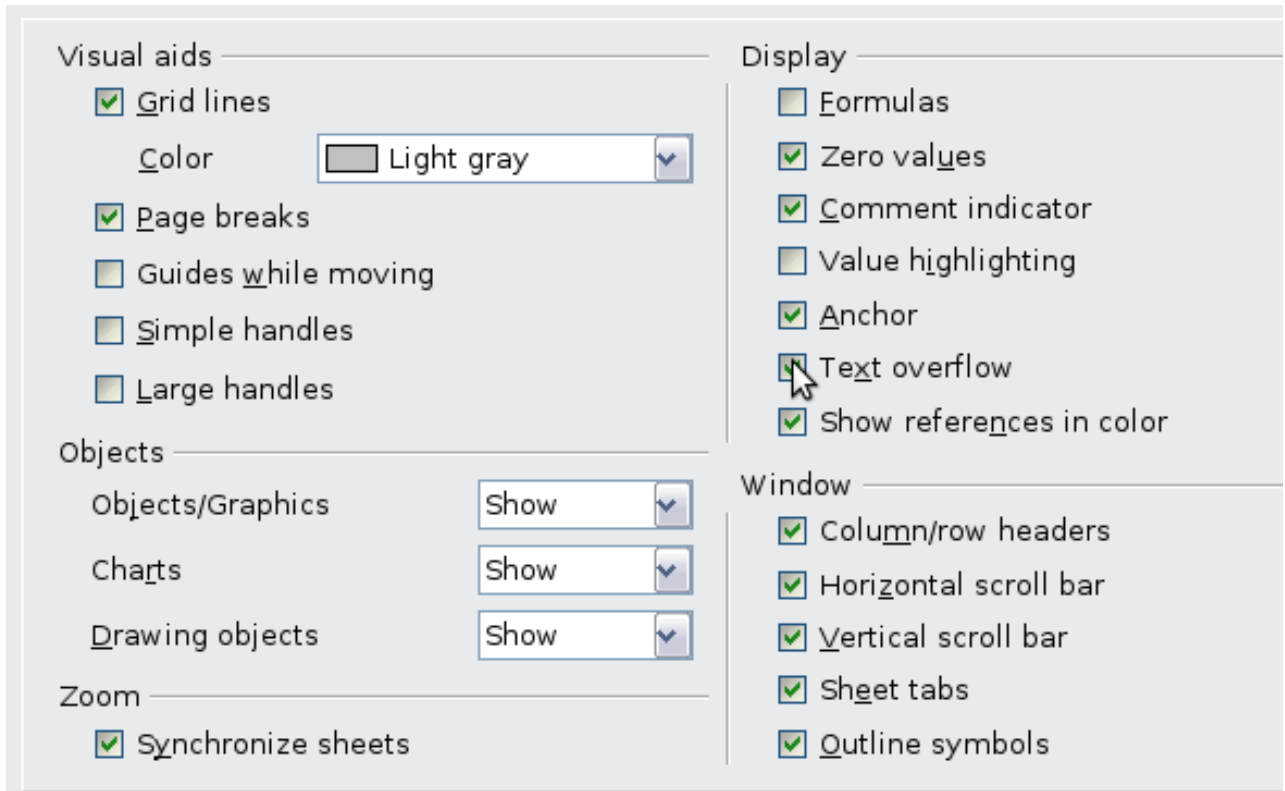 Visual aids
Grid lines
Color Light gray
Page breaks
Guides while moving
Simple handles
Large handles
Objects
Objects/Graphics Show
Charts Show
Drawing objects Show
Zoom
Synchronize sheets
Display
Formulas
Zero values
Comment indicator
Value highlighting
Anchor
Text overflow
Show references in color
Window
Column/row headers
Horizontal scroll bar
Vertical scroll bar
Sheet tabs
Outline symbols